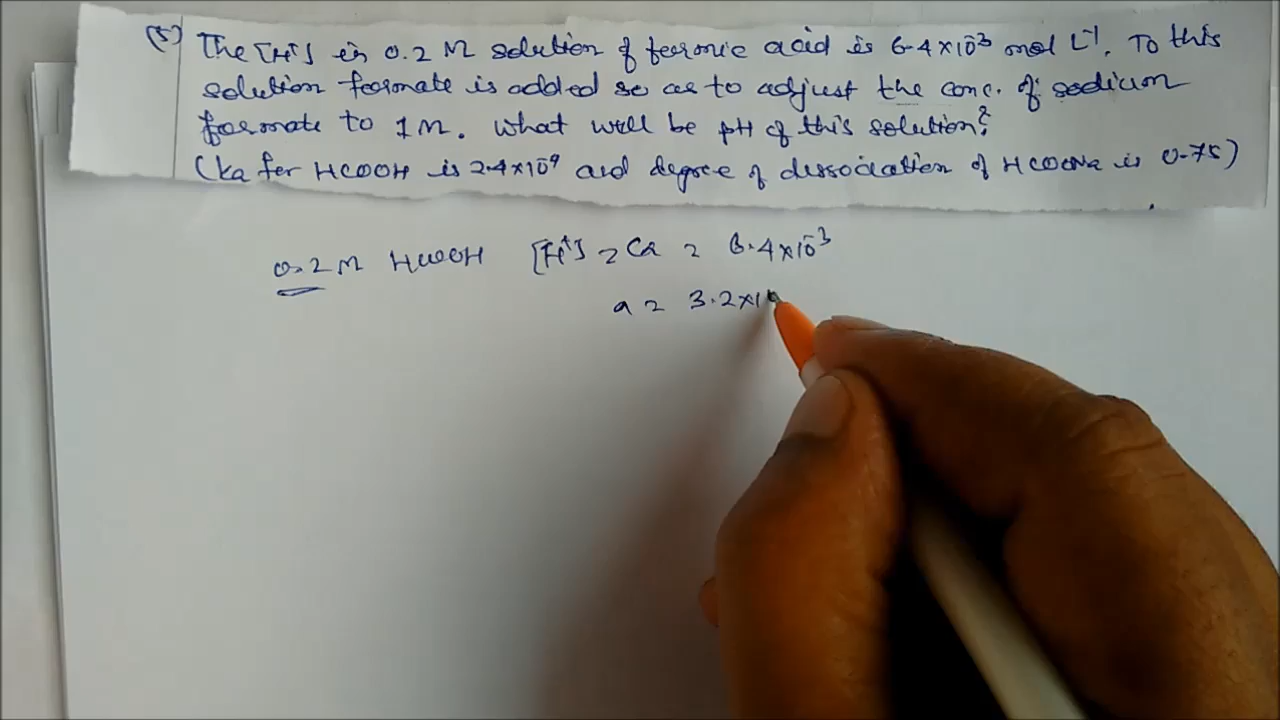 (5) The [H⁺] in 0.2 M solution of formic acid is 6.4×10⁻³ mol L⁻¹. To this
solution formate is added so as to adjust the conc. of sodium
formate to 1M. What will be pH of this solution?
(Ka for HCOOH is 2.4×10⁻⁴ and degree of dissociation of HCOONa is 0.75)
0.2 M HCOOH [H⁺] = Ca = 6.4×10⁻³
a = 3.2×1